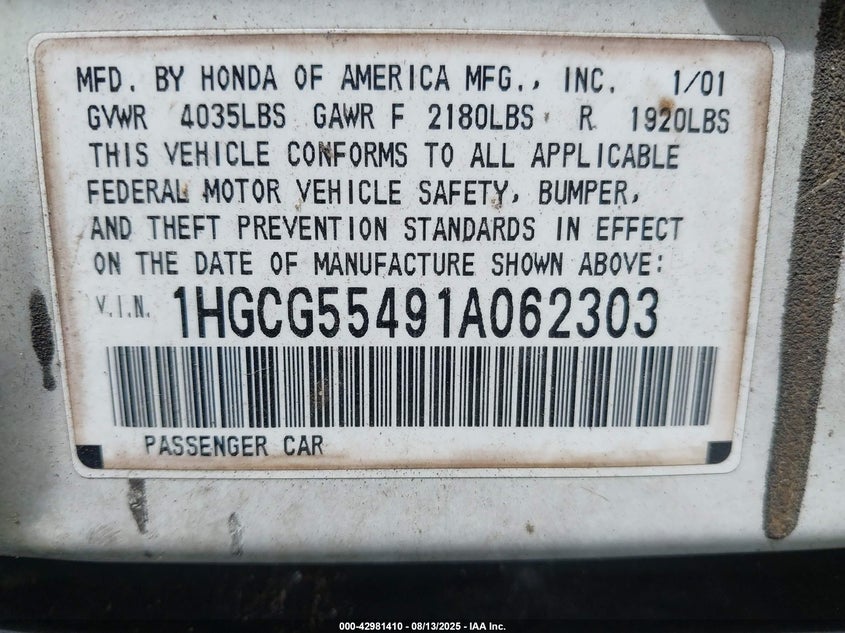 MFD. BY HONDA OF AMERICA MFG., INC. 1/01
GVWR 4035LBS GAWR F 2180LBS R 1920LBS
THIS VEHICLE CONFORMS TO ALL APPLICABLE
FEDERAL MOTOR VEHICLE SAFETY, BUMPER,
AND THEFT PREVENTION STANDARDS IN EFFECT
ON THE DATE OF MANUFACTURE SHOWN ABOVE:
V.I.N. 1HGCG55491A062303
PASSENGER CAR
000-42981410 - 08/13/2025 - IAA Inc.